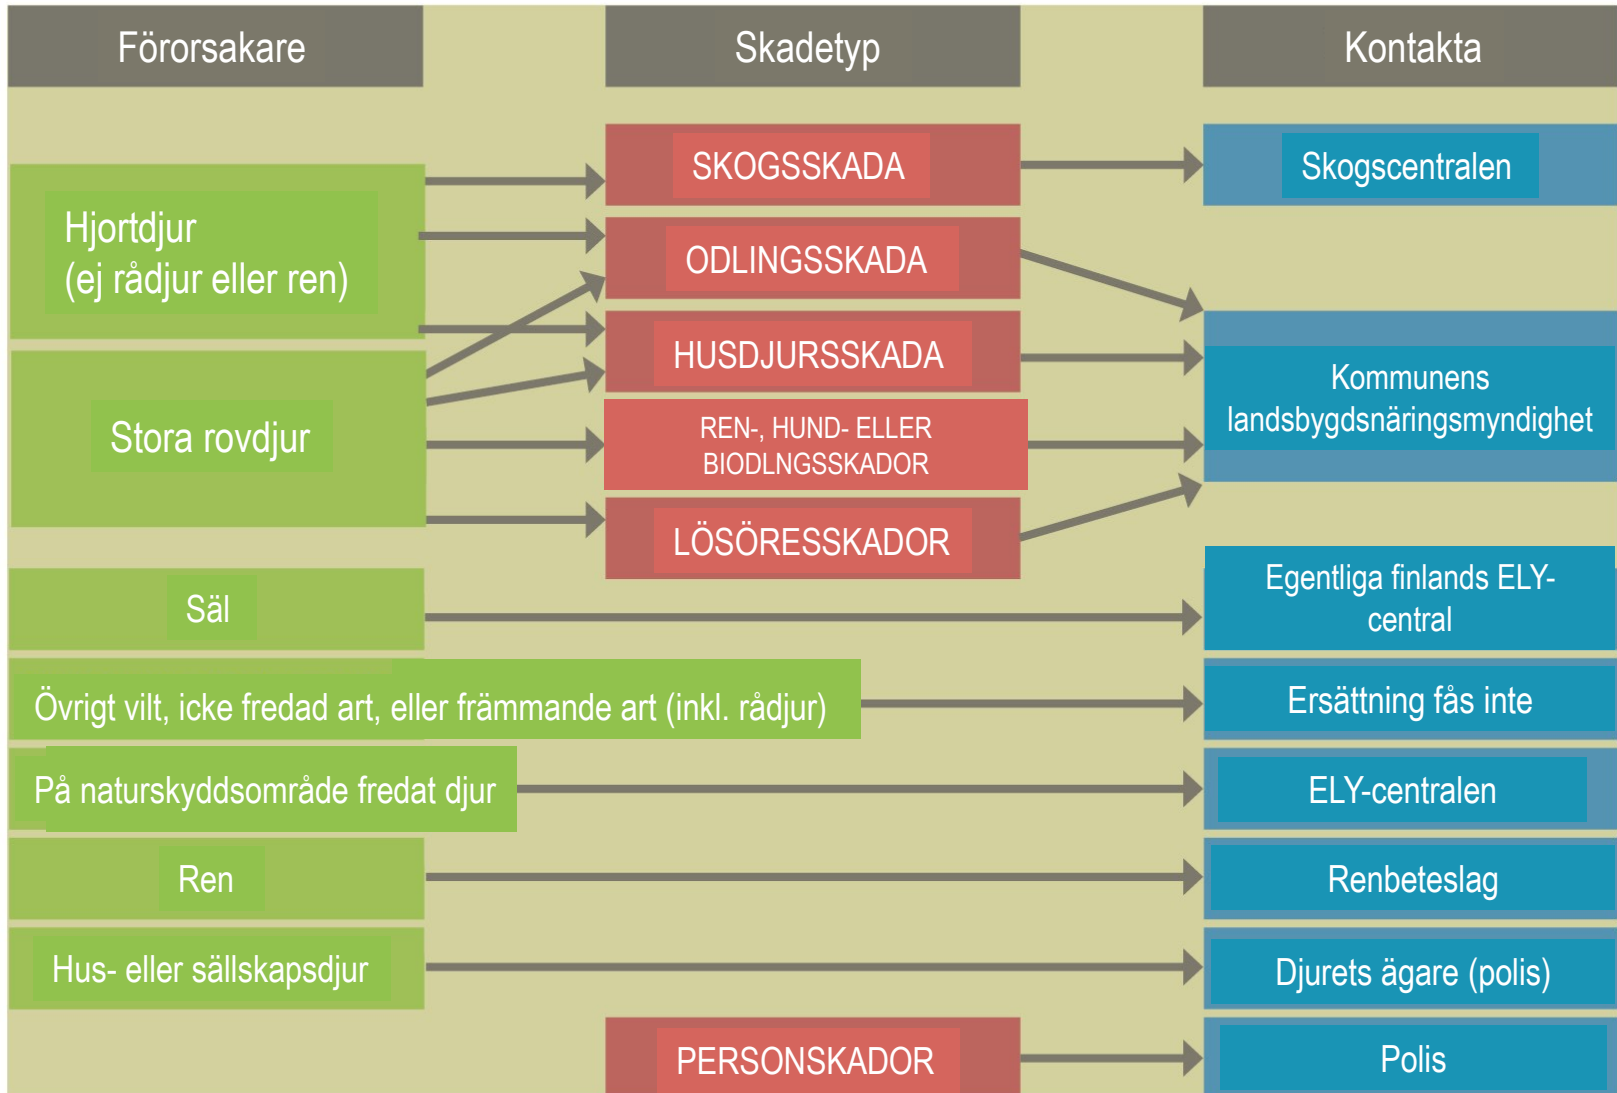 Förorsakare
Skadetyp
Kontakta
Hjortdjur
(ej rådjur eller ren)
Stora rovdjur
SKOGSSKADA
ODLINGSSKADA
HUSDJURSSKADA
REN-, HUND- ELLER
BIODLNGSSKADOR
LÖSÖRESSKADOR
Skogscentralen
Kommunens
landsbygdsnäringsmyndighet
Säl
Egentliga finlands ELY-
central
Övrigt vilt, icke fredad art, eller främmande art (inkl. rådjur)
Ersättning fås inte
På naturskyddsområde fredat djur
ELY-centralen
Ren
Renbeteslag
Hus- eller sällskapsdjur
Djurets ägare (polis)
PERSONSKADOR
Polis